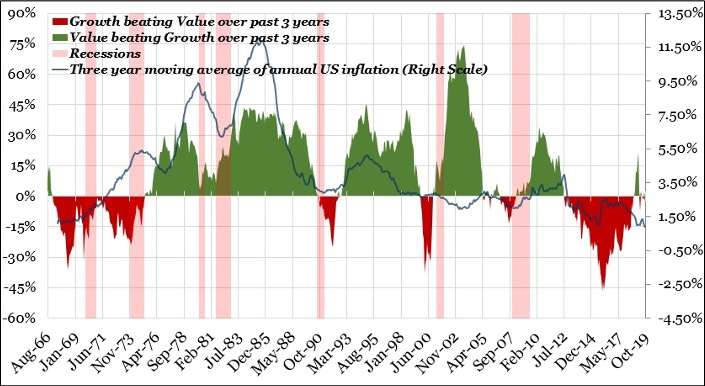 Growth beating Value over past 3 years
Value beating Growth over past 3 years
Recessions
Three year moving average of annual US inflation (Right Scale)
90%
75%
60%
45%
30%
15%
0%
-15%
-30%
-45%
-60%
13.50%
11.50%
9.50%
7.50%
5.50%
3.50%
1.50%
-0.50%
-2.50%
-4.50%
Aug-66
Jan-69
Jun-71
Nov-73
Apr-76
Sep-78
Feb-81
Jul-83
Dec-85
May-88
Oct-90
Mar-93
Aug-95
Jan-98
Jun-00
Nov-02
Apr-05
Sep-07
Feb-10
Jul-12
Dec-14
May-17
Oct-19